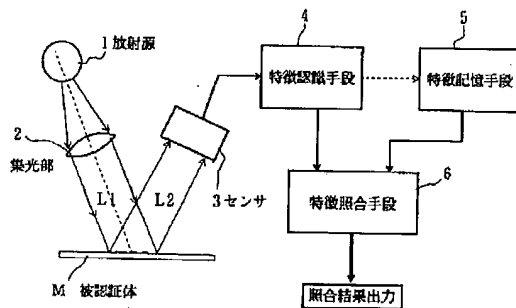 1 放射源
2
集光部
L1
L2
3 センサ
M 被認証体
4
特徴認識手段
5
特徴記憶手段
6
特徴照合手段
照合結果出力